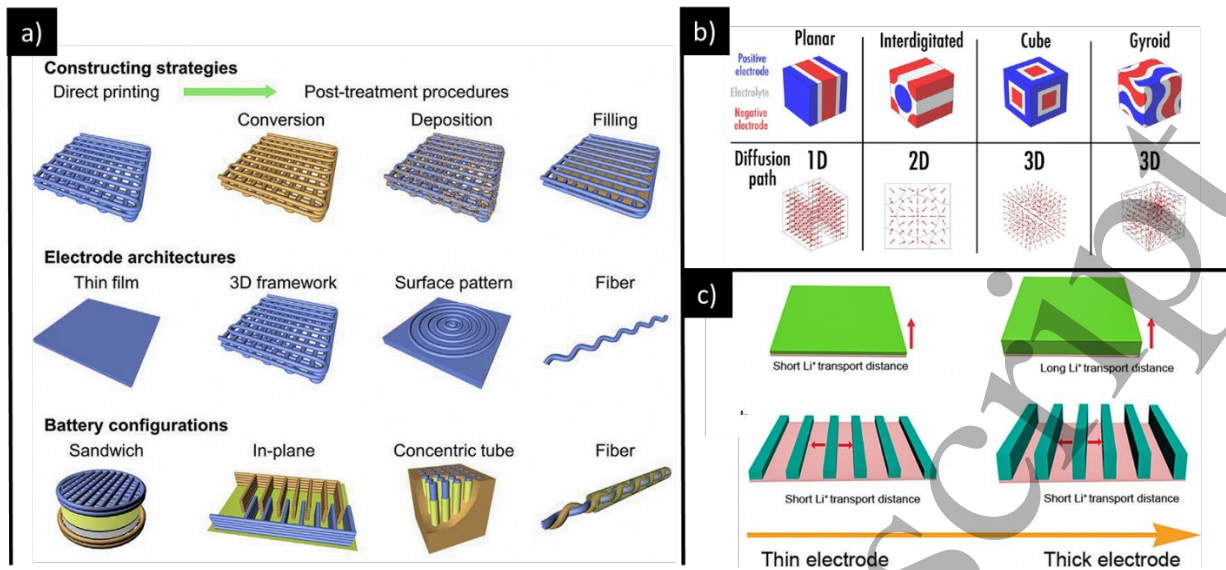 a)
Constructing strategies
Direct printing
Post-treatment procedures
Conversion
Deposition
Filling
Electrode architectures
Thin film
3D framework
Surface pattern
Fiber
Battery configurations
Sandwich
In-plane
Concentric tube
Fiber
b)
Planar
Interdigitated
Cube
Gyroid
Positive
electrode
Electrolyte
Negative
electrode
Diffusion
path
1D
2D
3D
3D
c)
Short Li⁺ transport distance
Long Li⁺ transport distance
Short Li⁺ transport distance
Short Li⁺ transport distance
Thin electrode
Thick electrode
script